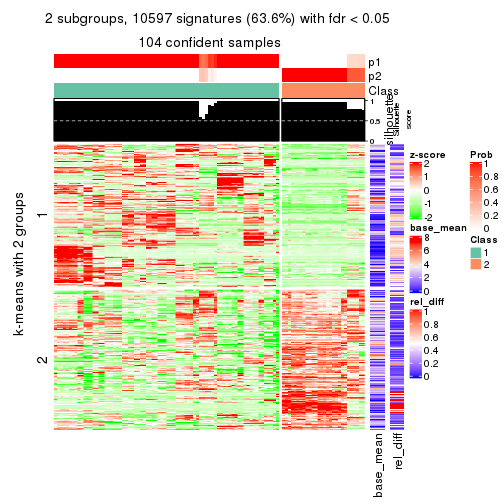 2 subgroups, 10597 signatures (63.6%) with fdr < 0.05
104 confident samples
p1
p2
Class
silhouette
Silhouette
score
1
0.5
0
k-means with 2 groups
1
2
base_mean
rel_diff
z-score
2
1
0
-1
-2
base_mean
8
6
4
2
0
rel_diff
1
0.8
0.6
0.4
0.2
0
Prob
1
0.8
0.6
0.4
0.2
0
Class
1
2